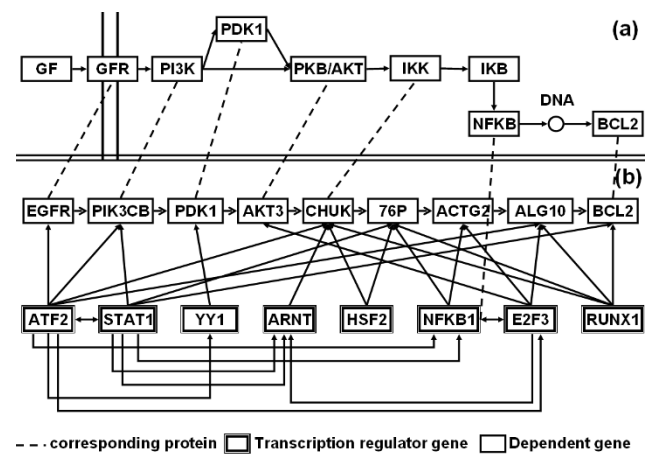 (a)
PDK1
GF GFR PI3K PKB/AKT IKK IKB
DNA
NFKB BCL2
(b)
EGFR PIK3CB PDK1 AKT3 CHUK 76P ACTG2 ALG10 BCL2
ATF2 STAT1 YY1 ARNT HSF2 NFKB1 E2F3 RUNX1
corresponding protein Transcription regulator gene Dependent gene